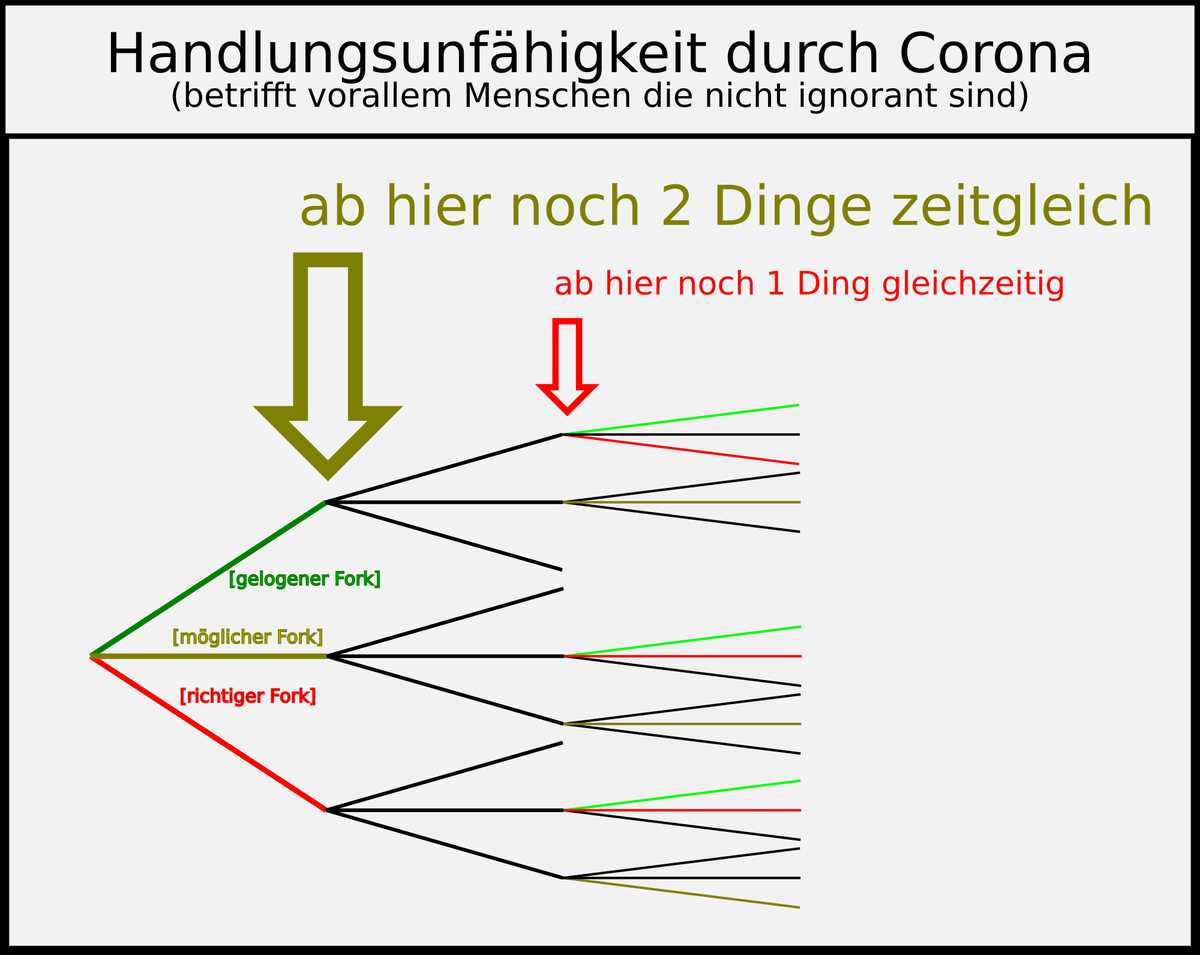 Handlungsunfähigkeit durch Corona
(betrifft vorallem Menschen die nicht ignorant sind)
ab hier noch 2 Dinge zeitgleich
ab hier noch 1 Ding gleichzeitig
[gelogener Fork]
[möglicher Fork]
[richtiger Fork]